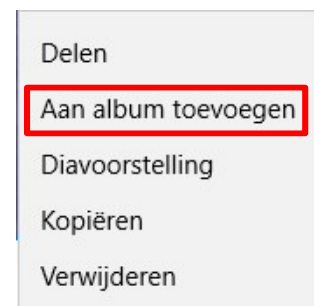 Delen
Aan album toevoegen
Diavoorstelling
Kopiëren
Verwijderen